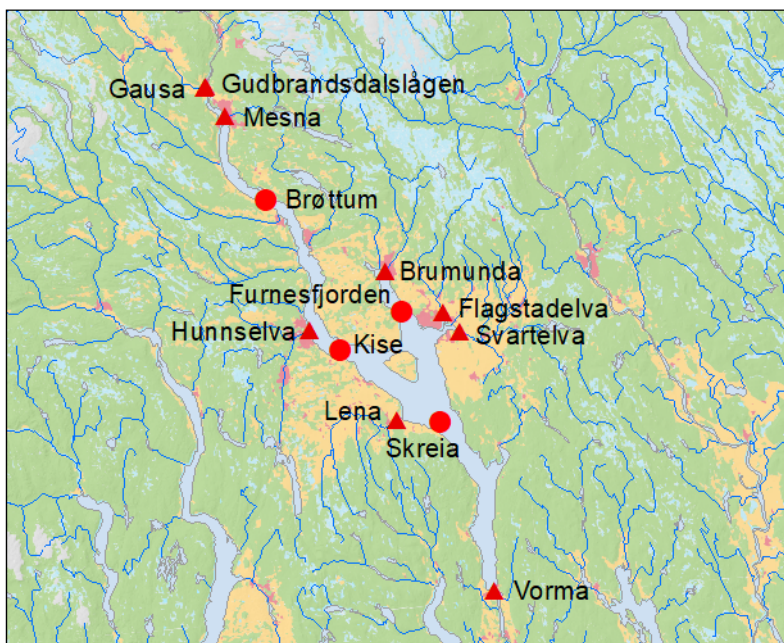 Gausa
Gudbrandsdalslågen
Mesna
Brøttum
Brumunda
Furnesfjorden
Flagstadelva
Hunnselva
Kise
Svartelva
Lena
Skreia
Vorma